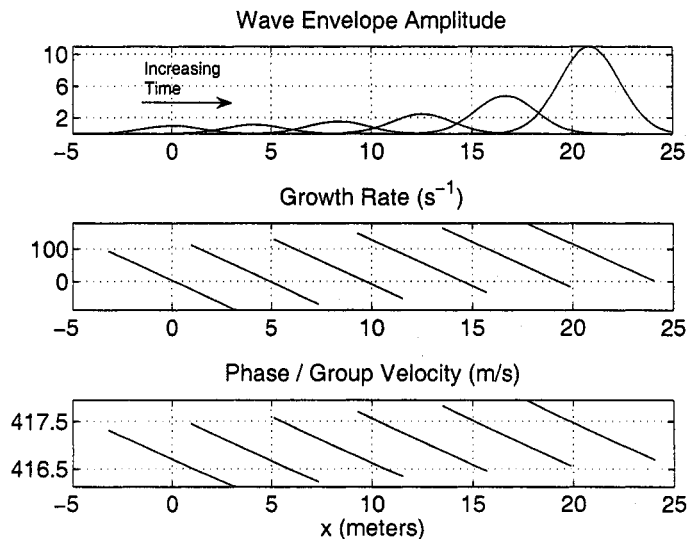 Wave Envelope Amplitude
10
6
2
Increasing
Time
−5 0 5 10 15 20 25
Growth Rate (s⁻¹)
100
0
−5 0 5 10 15 20 25
Phase / Group Velocity (m/s)
417.5
416.5
−5 0 5 10 15 20 25
x (meters)